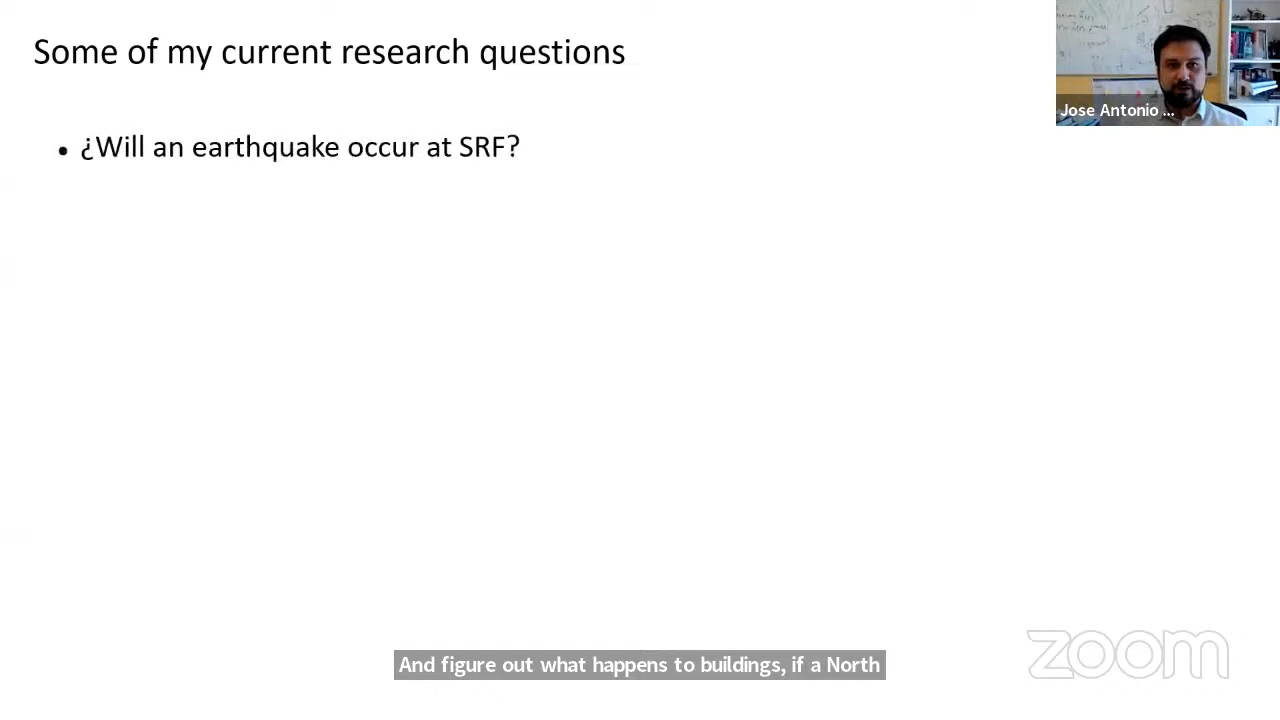 Some of my current research questions
Jose Antonio ...
• ¿Will an earthquake occur at SRF?
And figure out what happens to buildings, if a North
zoom